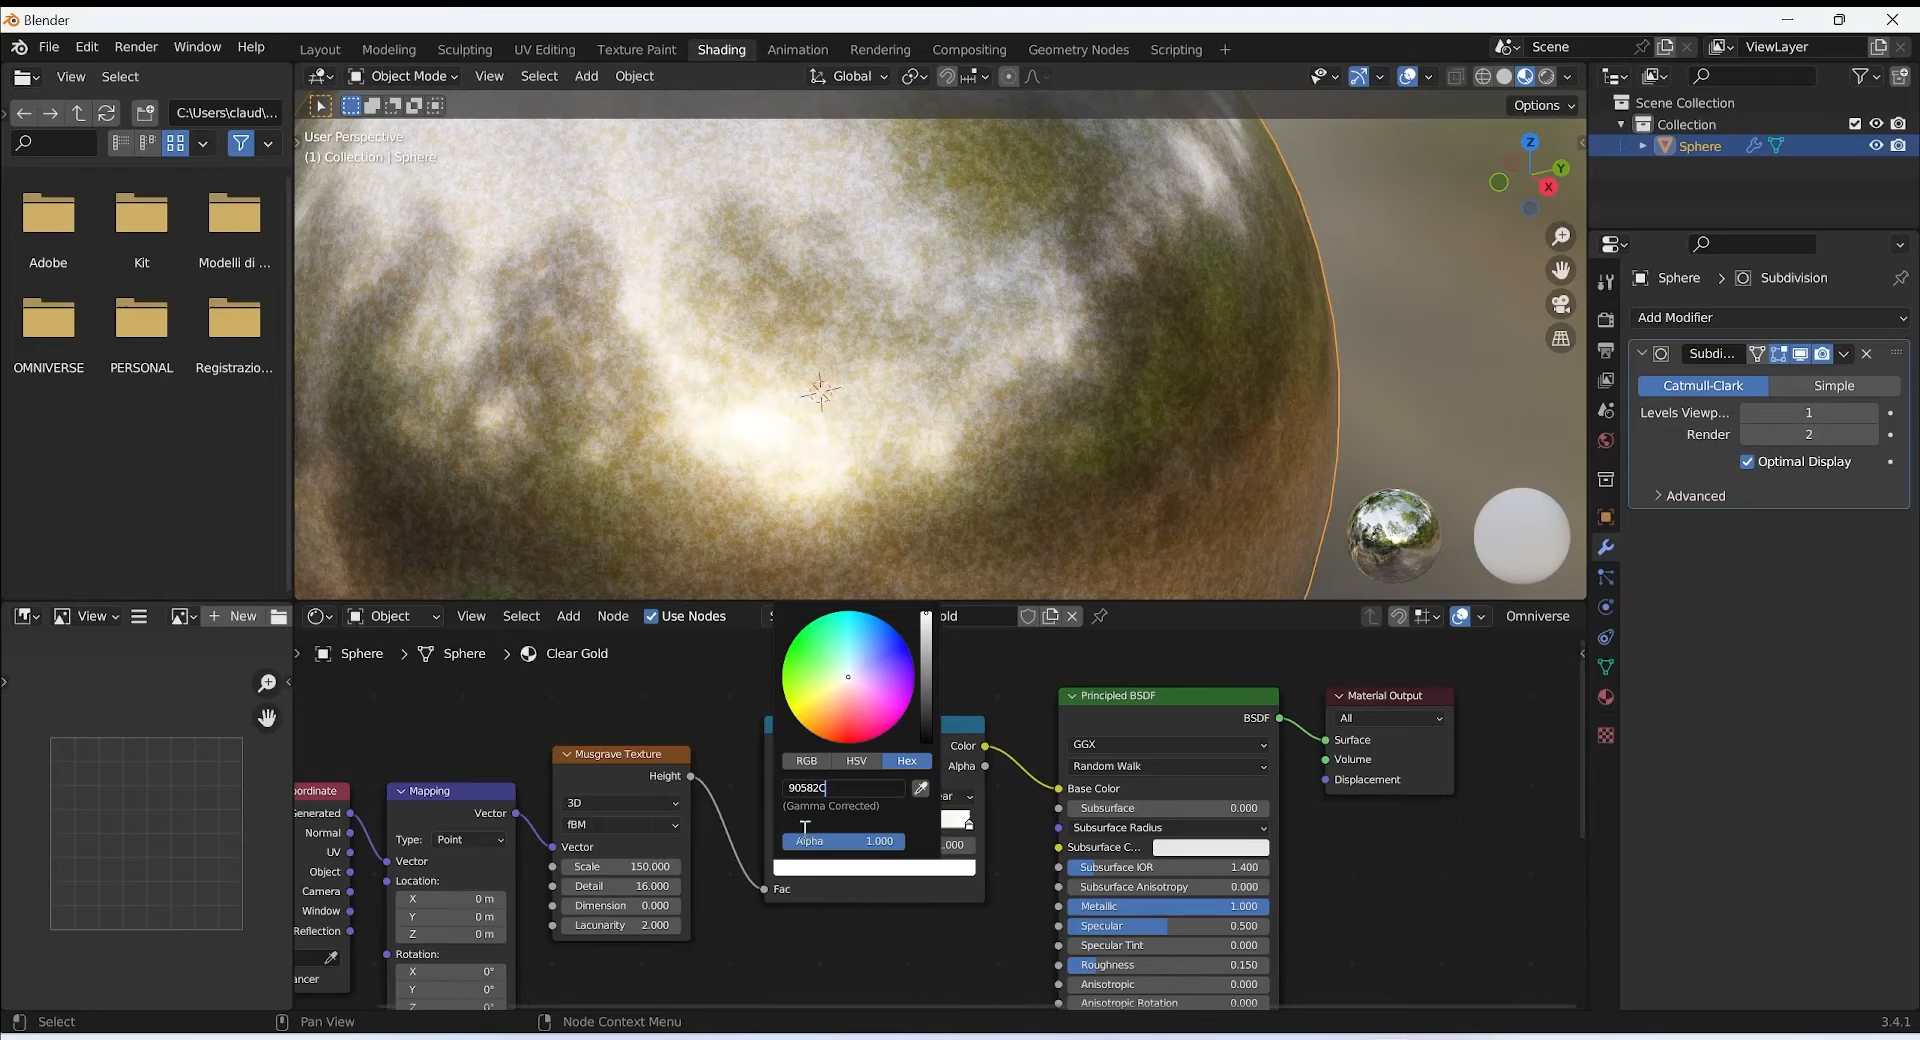 Blender
File Edit Render Window Help
Layout Modeling Sculpting UV Editing Texture Paint Shading Animation Rendering Compositing Geometry Nodes Scripting +
Scene
ViewLayer
View Select
Object Mode View Select Add Object
Global
C:\Users\claud\...
Options
User Perspective
(1) Collection | Sphere
Z
Y
X
Scene Collection
Collection
Sphere
Adobe
Kit
Modelli di ...
OMNIVERSE
PERSONAL
Registrazio...
Sphere > Subdivision
Add Modifier
Subdi...
Catmull-Clark Simple
Levels Viewp... 1
Render 2
Optimal Display
> Advanced
View
+ New
Object View Select Add Node Use Nodes
old
Omniverse
Sphere > Sphere > Clear Gold
oordinate
Generated
Normal
UV
Object
Camera
Window
Reflection
ancer
Mapping
Vector
Type: Point
Vector
Location:
X 0 m
Y 0 m
Z 0 m
Rotation:
X 0°
Y 0°
Z 0°
Musgrave Texture
Height
3D
fBM
Vector
Scale 150.000
Detail 16.000
Dimension 0.000
Lacunarity 2.000
RGB HSV Hex
90582C
(Gamma Corrected)
Alpha 1.000
Color
Alpha
ear
.000
Fac
Principled BSDF
BSDF
GGX
Random Walk
Base Color
Subsurface 0.000
Subsurface Radius
Subsurface C...
Subsurface IOR 1.400
Subsurface Anisotropy 0.000
Metallic 1.000
Specular 0.500
Specular Tint 0.000
Roughness 0.150
Anisotropic 0.000
Anisotropic Rotation 0.000
Material Output
All
Surface
Volume
Displacement
Select
Pan View
Node Context Menu
3.4.1